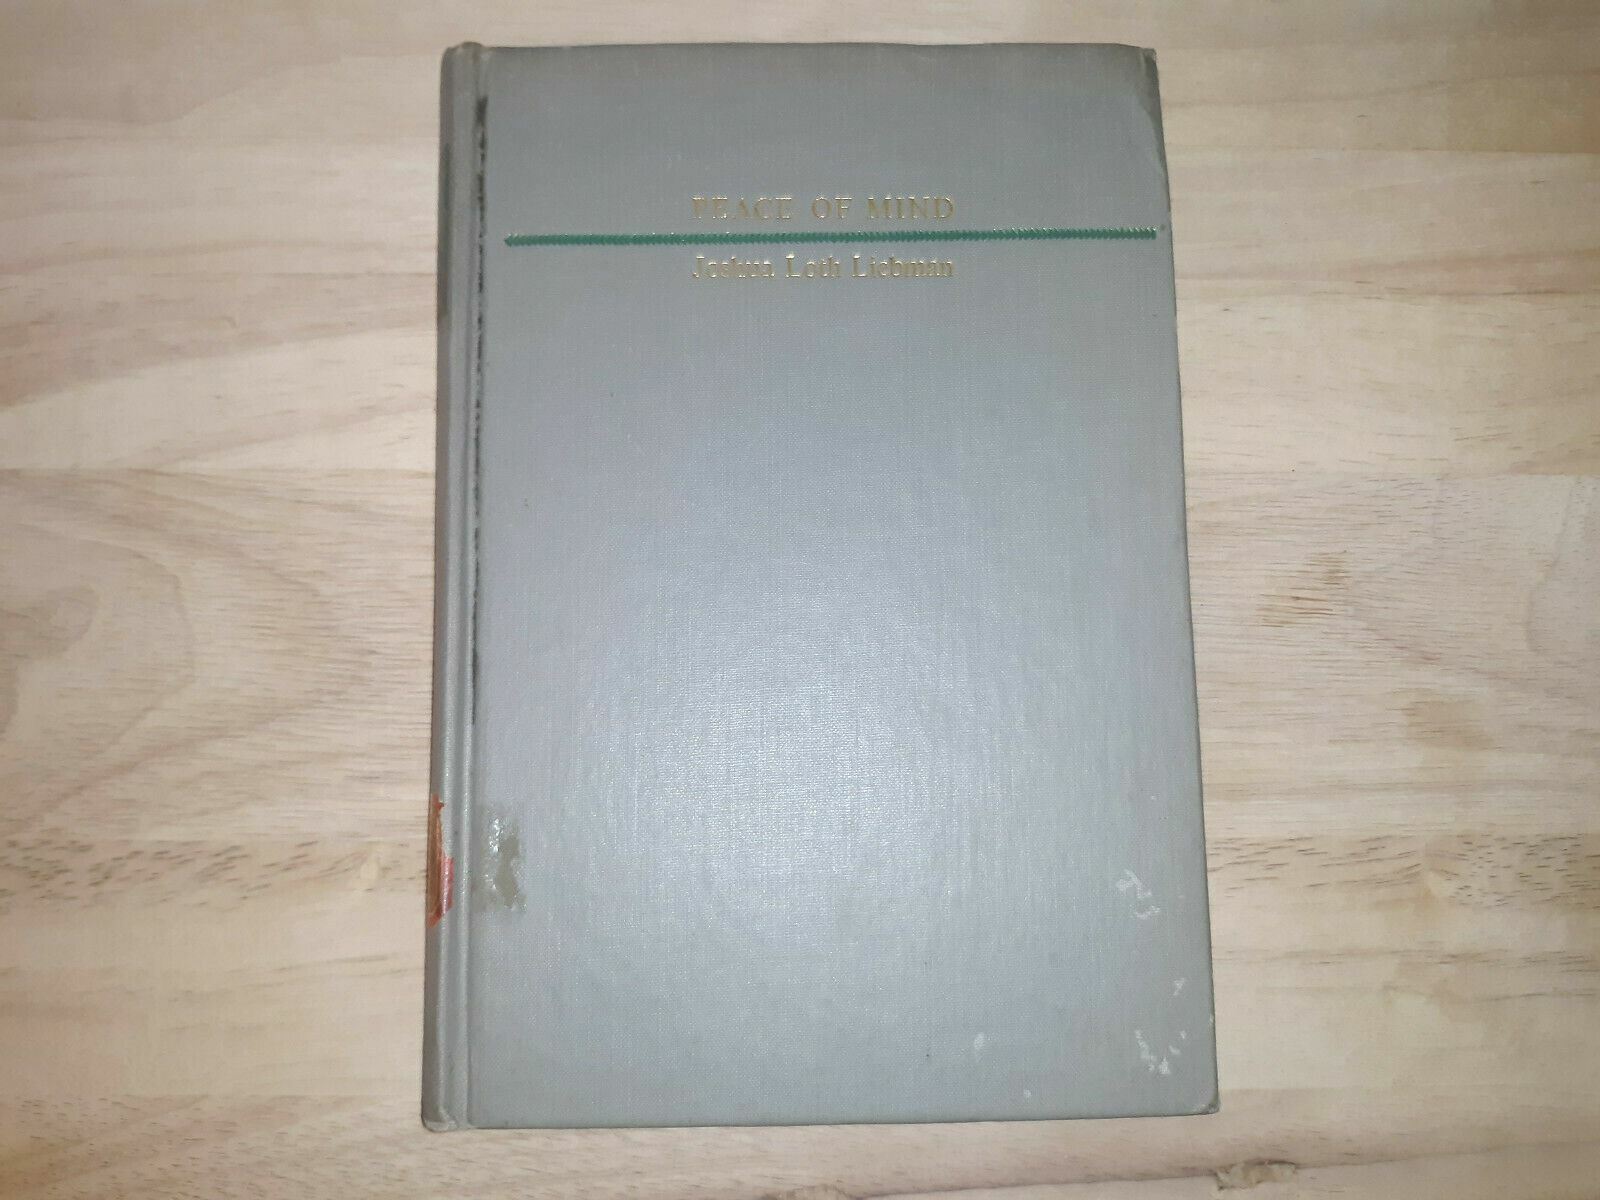 PEACE OF MIND
Joshua Loth Liebman